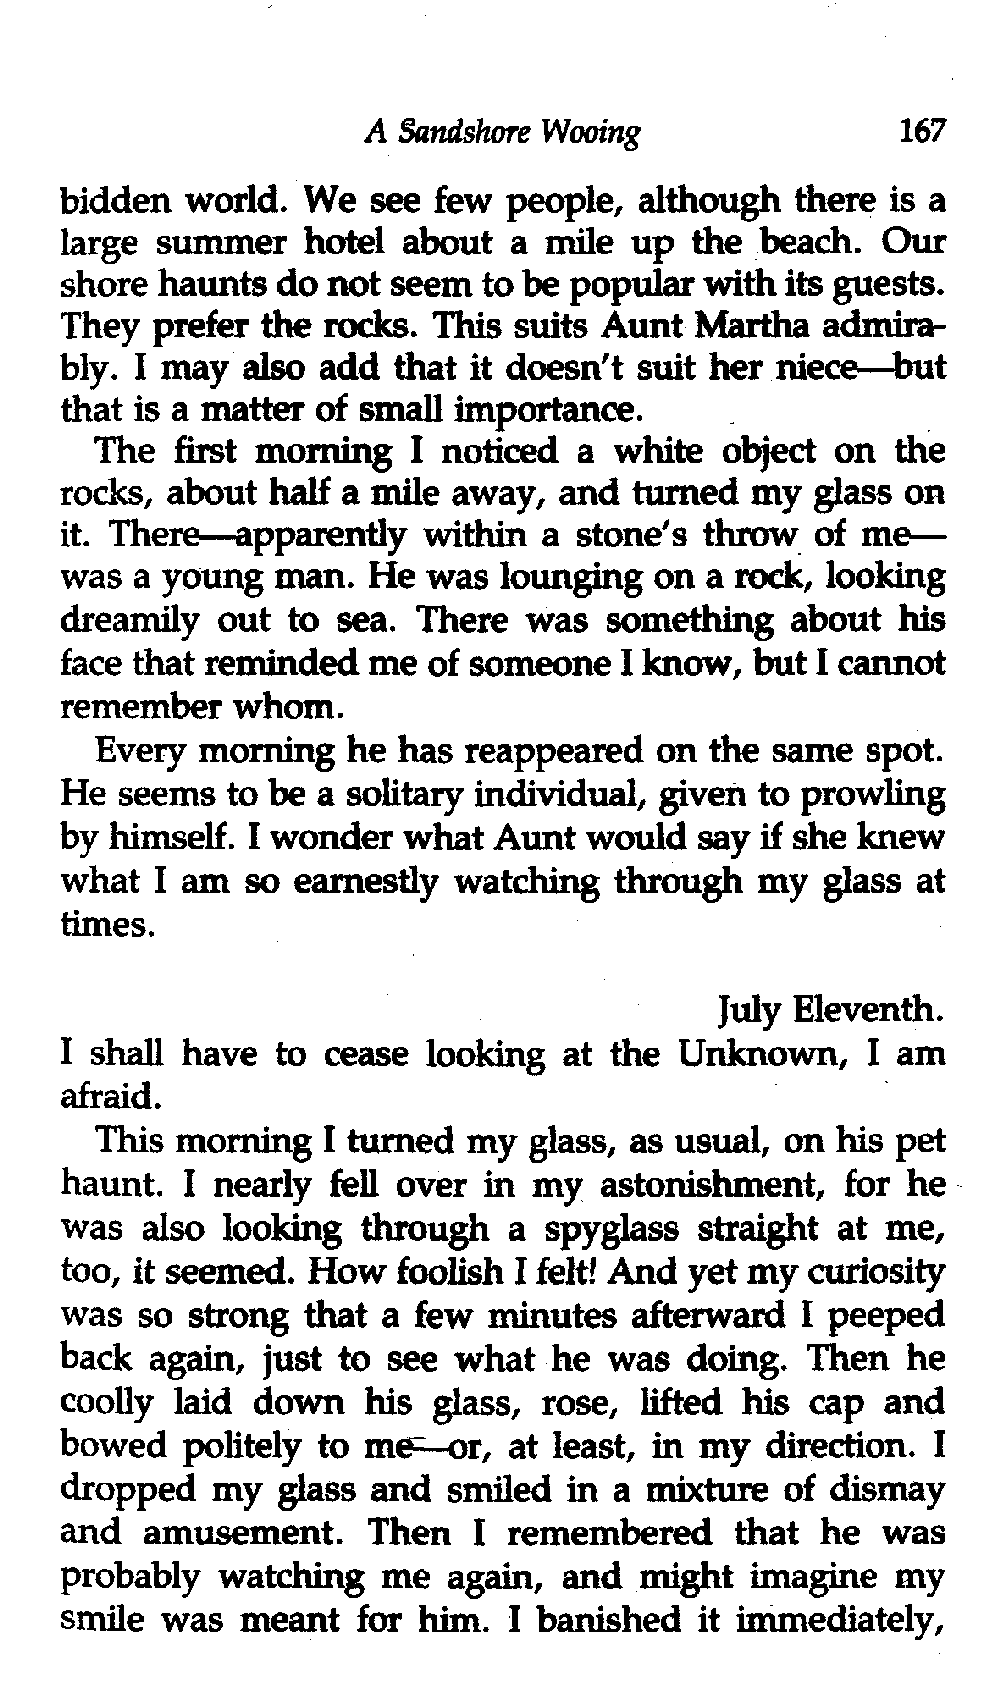 A Sandshore Wooing 167
bidden world. We see few people, although there is a
large summer hotel about a mile up the beach. Our
shore haunts do not seem to be popular with its guests.
They prefer the rocks. This suits Aunt Martha admira-
bly. I may also add that it doesn't suit her niece—but
that is a matter of small importance.
The first morning I noticed a white object on the
rocks, about half a mile away, and turned my glass on
it. There—apparently within a stone's throw of me—
was a young man. He was lounging on a rock, looking
dreamily out to sea. There was something about his
face that reminded me of someone I know, but I cannot
remember whom.
Every morning he has reappeared on the same spot.
He seems to be a solitary individual, given to prowling
by himself. I wonder what Aunt would say if she knew
what I am so earnestly watching through my glass at
times.
July Eleventh.
I shall have to cease looking at the Unknown, I am
afraid.
This morning I turned my glass, as usual, on his pet
haunt. I nearly fell over in my astonishment, for he
was also looking through a spyglass straight at me,
too, it seemed. How foolish I felt! And yet my curiosity
was so strong that a few minutes afterward I peeped
back again, just to see what he was doing. Then he
coolly laid down his glass, rose, lifted his cap and
bowed politely to me—or, at least, in my direction. I
dropped my glass and smiled in a mixture of dismay
and amusement. Then I remembered that he was
probably watching me again, and might imagine my
smile was meant for him. I banished it immediately,